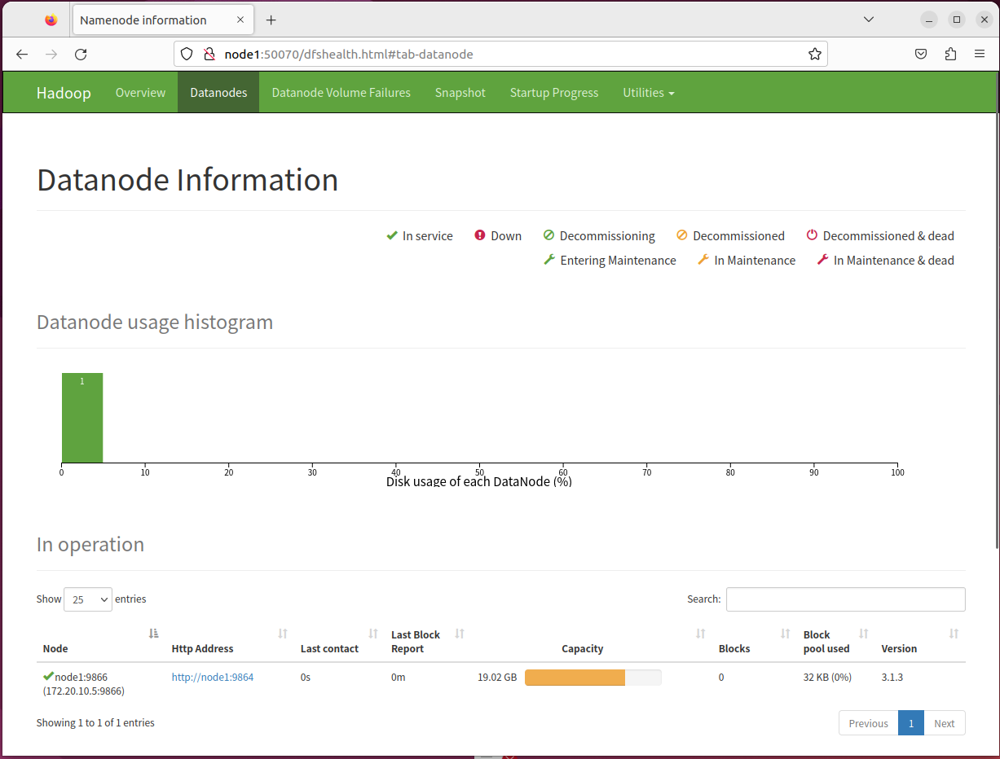 Namenode information
node1:50070/dfshealth.html#tab-datanode
Hadoop Overview Datanodes Datanode Volume Failures Snapshot Startup Progress Utilities
Datanode Information
In service Down Decommissioning Decommissioned Decommissioned & dead
Entering Maintenance In Maintenance In Maintenance & dead
Datanode usage histogram
1
0 10 20 30 40 50 60 70 80 90 100
Disk usage of each DataNode (%)
In operation
Show 25 entries Search:
Node Http Address Last contact Last Block Report Capacity Blocks Block pool used Version
node1:9866 http://node1:9864 0s 0m 19.02 GB 0 32 KB (0%) 3.1.3
(172.20.10.5:9866)
Showing 1 to 1 of 1 entries Previous 1 Next